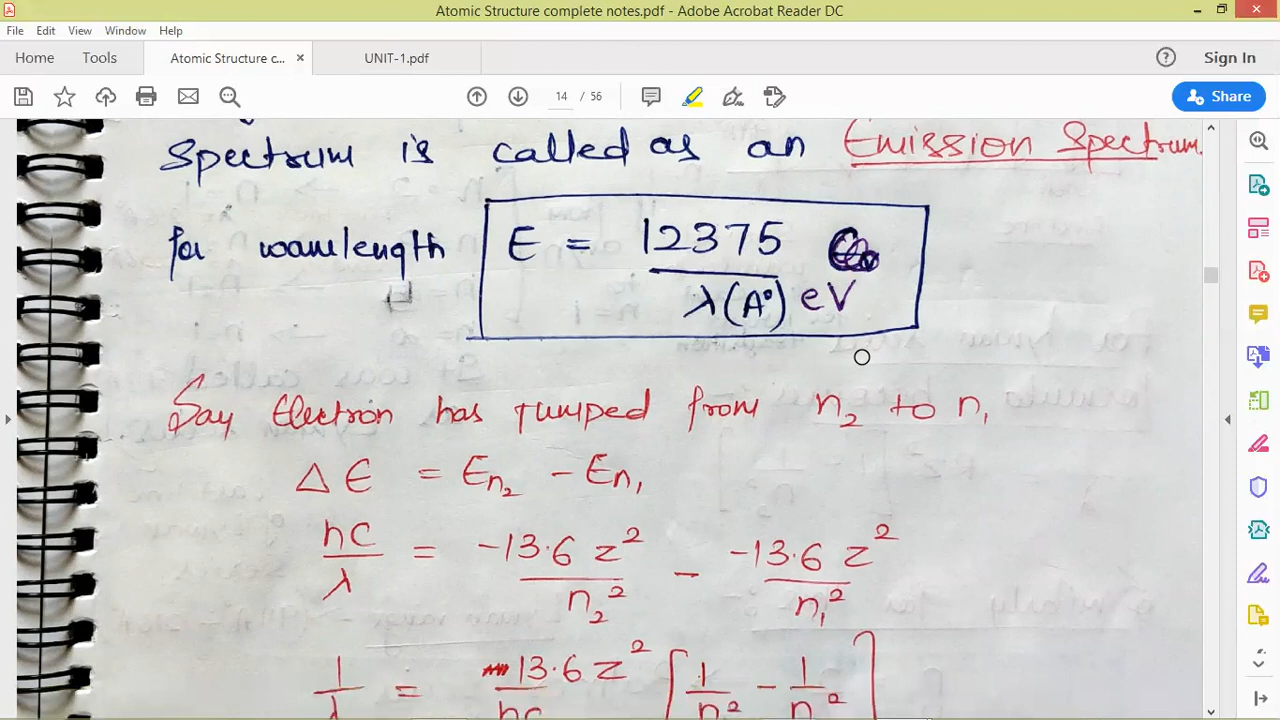 Atomic Structure complete notes.pdf - Adobe Acrobat Reader DC
File Edit View Window Help
Home Tools Atomic Structure c... × UNIT-1.pdf ? Sign In
14 / 56 Share
Spectrum is called as an Emission Spectrum.
for wavelength E = 12375 / λ(A°) eV
Say Electron has jumped from n₂ to n₁
ΔE = En₂ - En₁
hc/λ = -13.6 z²/n₂² - -13.6 z²/n₁²
1/λ = 13.6 z²/hc [1/n² - 1/n²]